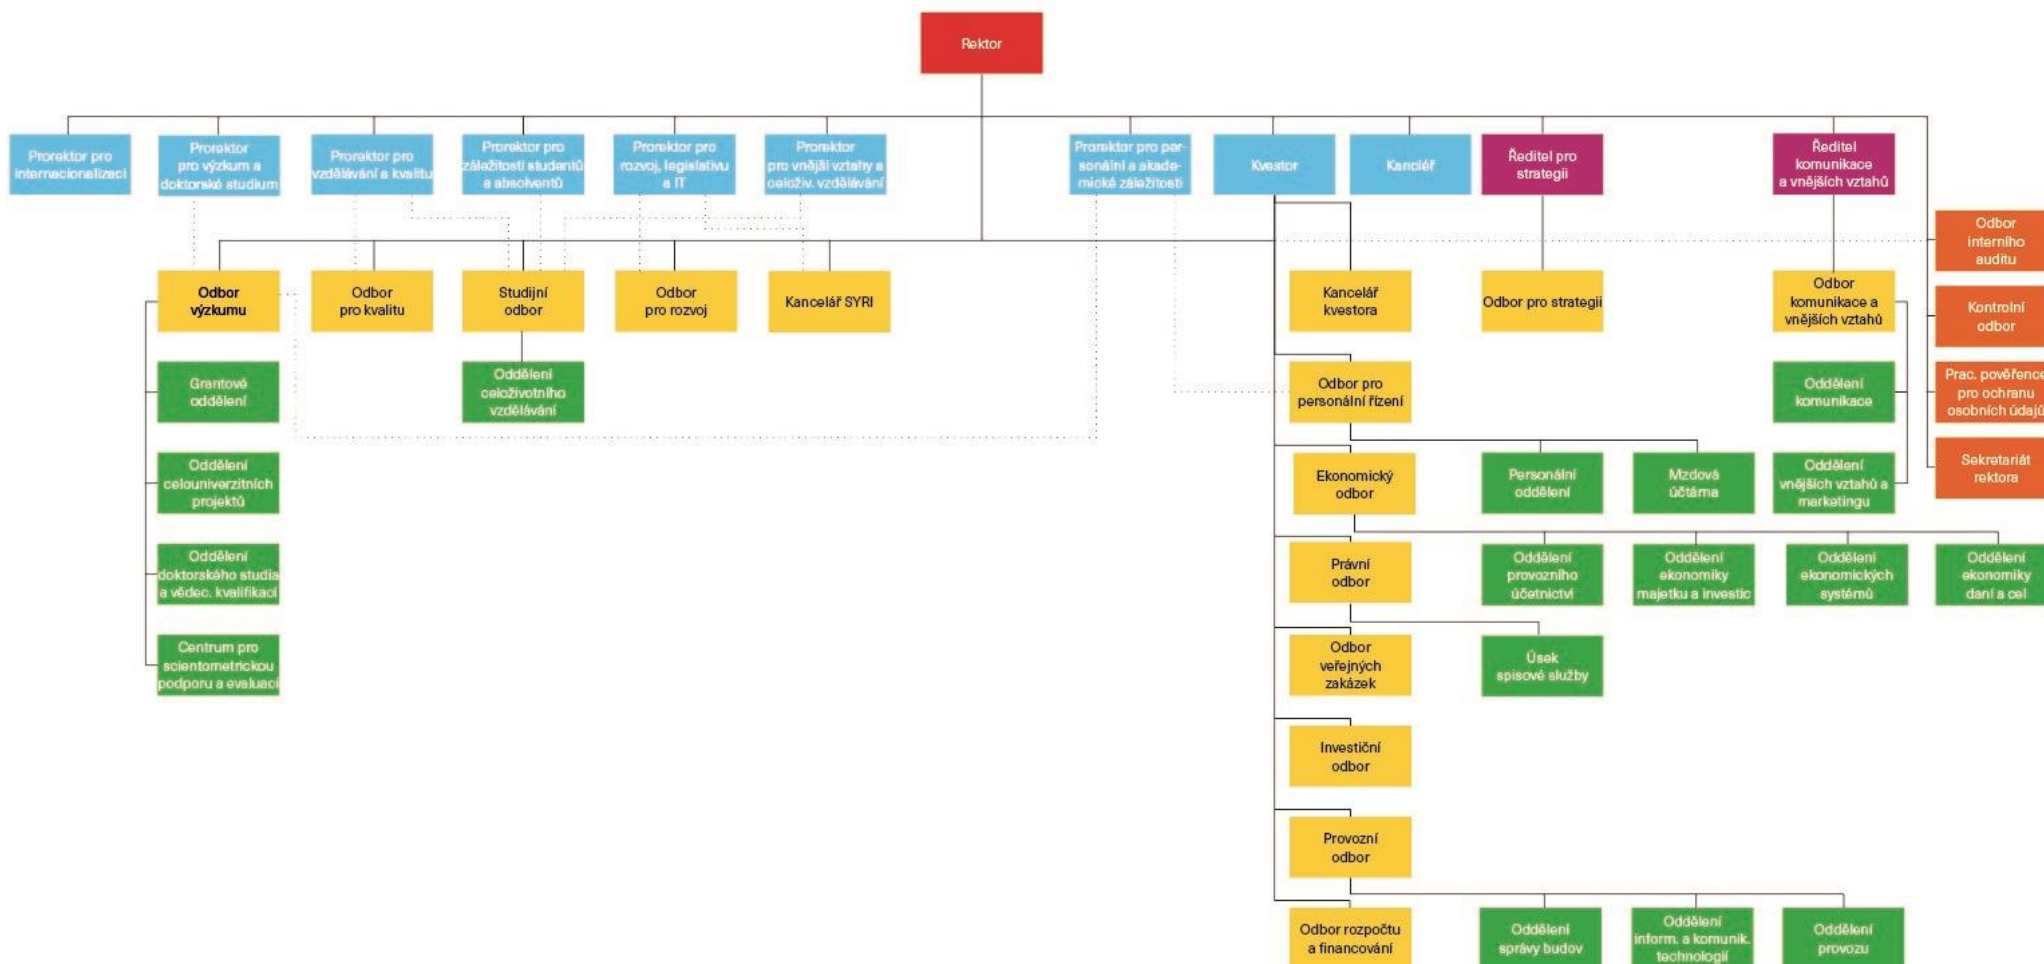 Rektor
Prorektor pro
internacionalizaci
Prorektor
pro výzkum a
doktorské studium
Prorektor pro
vzdělávání a kvalitu
Prorektor pro
záležitosti studentů
a absolventů
Prorektor pro
rozvoj, legislativu
a IT
Prorektor
pro vnější vztahy a
celoživ. vzdělávání
Prorektor pro per-
sonální a akade-
mické záležitosti
Kvestor
Kancléř
Ředitel pro
strategii
Ředitel
komunikace
a vnějších vztahů
Odbor
interního
auditu
Kontrolní
odbor
Prac. pověřence
pro ochranu
osobních údajů
Sekretariát
rektora
Odbor
výzkumu
Odbor
pro kvalitu
Studijní
odbor
Odbor
pro rozvoj
Kancelář SYRI
Kancelář
kvestora
Odbor pro strategii
Odbor
komunikace a
vnějších vztahů
Grantové
oddělení
Oddělení
celoživotního
vzdělávání
Odbor pro
personální řízení
Oddělení
komunikace
Oddělení
celouniverzitních
projektů
Ekonomický
odbor
Personální
oddělení
Mzdová
účtárna
Oddělení
vnějších vztahů a
marketingu
Oddělení
doktorského studia
a vědec. kvalifikací
Právní
odbor
Oddělení
provozního
účetnictví
Oddělení
ekonomiky
majetku a investic
Oddělení
ekonomických
systémů
Oddělení
ekonomiky
daní a cel
Centrum pro
scientometrickou
podporu a evaluaci
Odbor
veřejných
zakázek
Úsek
spisové služby
Investiční
odbor
Provozní
odbor
Odbor rozpočtu
a financování
Oddělení
správy budov
Oddělení
inform. a komunik.
technologií
Oddělení
provozu